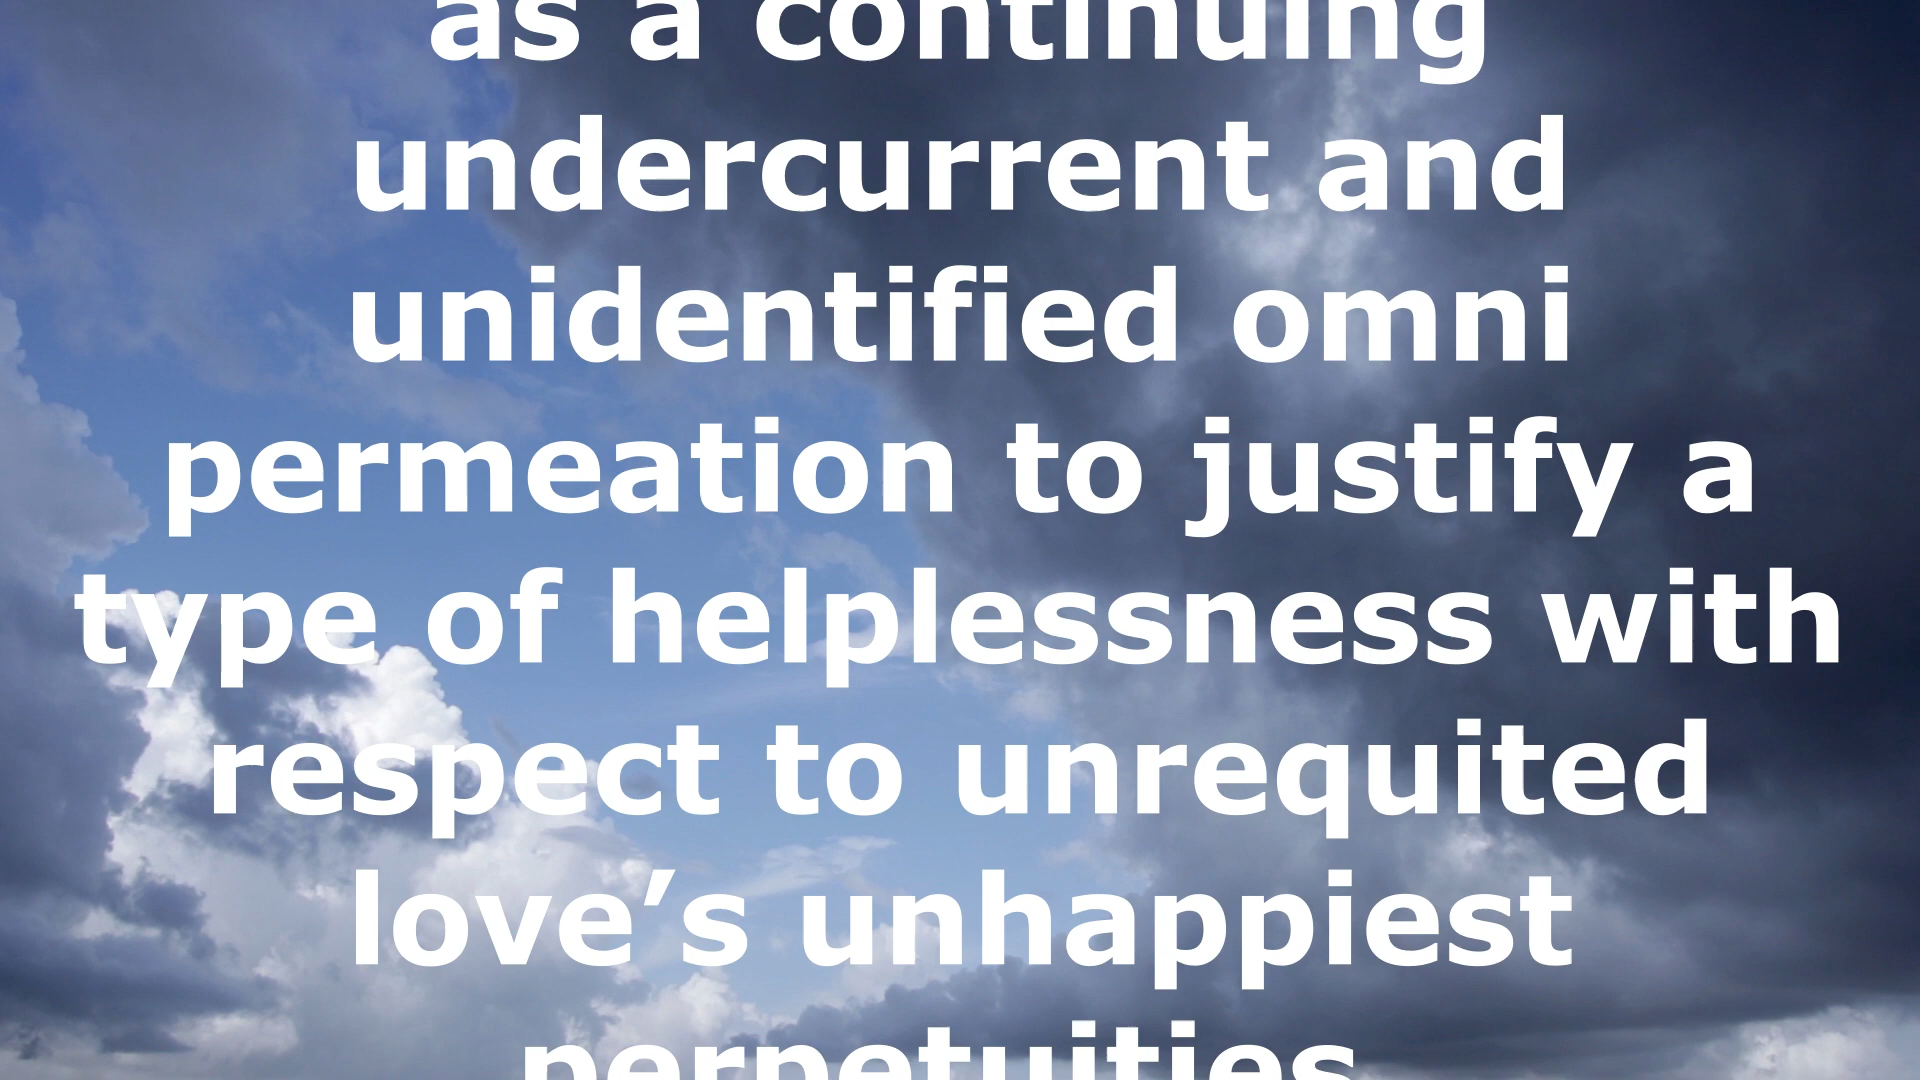 as a continuing
undercurrent and
unidentified omni
permeation to justify a
type of helplessness with
respect to unrequited
love’s unhappiest
perpetuities